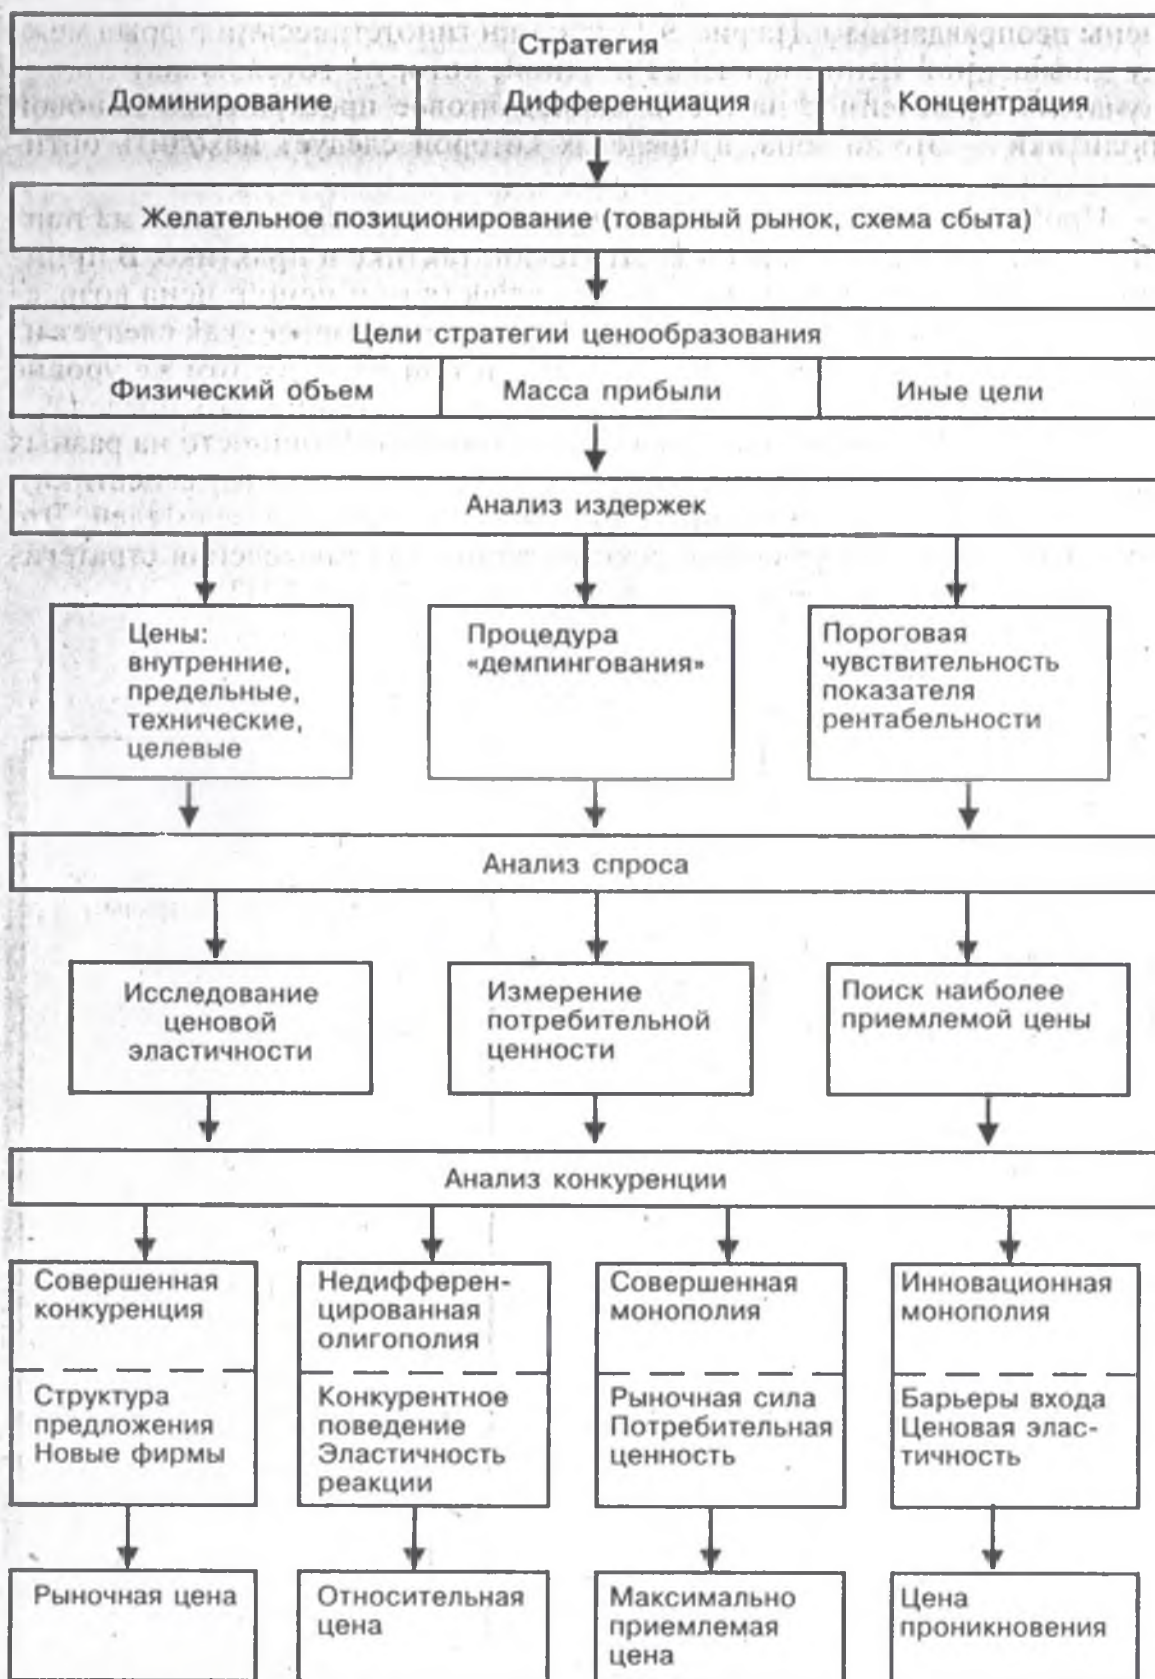 Стратегия
Доминирование
Дифференциация
Концентрация
Желательное позиционирование (товарный рынок, схема сбыта)
Цели стратегии ценообразования
Физический объем
Масса прибыли
Иные цели
Анализ издержек
Цены:
внутренние,
предельные,
технические,
целевые
Процедура
«демпингования»
Пороговая
чувствительность
показателя
рентабельности
Анализ спроса
Исследование
ценовой
эластичности
Измерение
потребительной
ценности
Поиск наиболее
приемлемой цены
Анализ конкуренции
Совершенная
конкуренция
Структура
предложения
Новые фирмы
Недифферен-
цированная
олигополия
Конкурентное
поведение
Эластичность
реакции
Совершенная
монополия
Рыночная сила
Потребительная
ценность
Инновационная
монополия
Барьеры входа
Ценовая элас-
тичность
Рыночная цена
Относительная
цена
Максимально
приемлемая
цена
Цена
проникновения